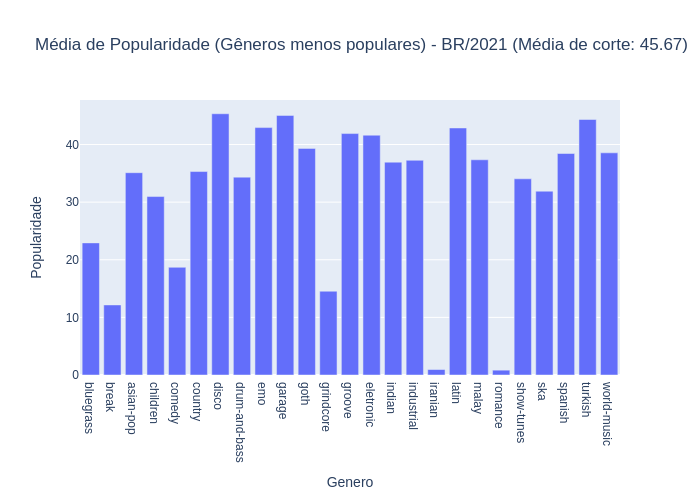 Média de Popularidade (Gêneros menos populares) - BR/2021 (Média de corte: 45.67)
Popularidade
40
30
20
10
0
bluegrass
break
asian-pop
children
comedy
country
disco
drum-and-bass
emo
garage
goth
grindcore
groove
eletronic
indian
industrial
iranian
latin
malay
romance
show-tunes
ska
spanish
turkish
world-music
Genero